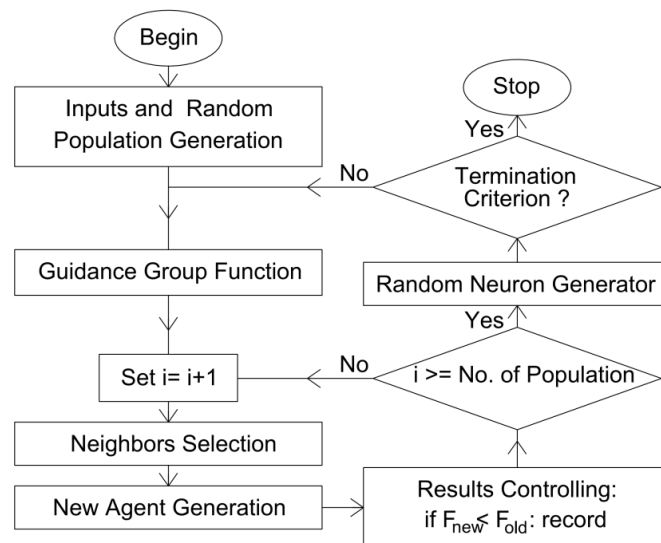 Begin
Inputs and Random
Population Generation
Guidance Group Function
Set i= i+1
Neighbors Selection
New Agent Generation
Results Controlling:
if Fnew< Fold: record
i >= No. of Population
No
Yes
Random Neuron Generator
Termination
Criterion ?
No
Yes
Stop